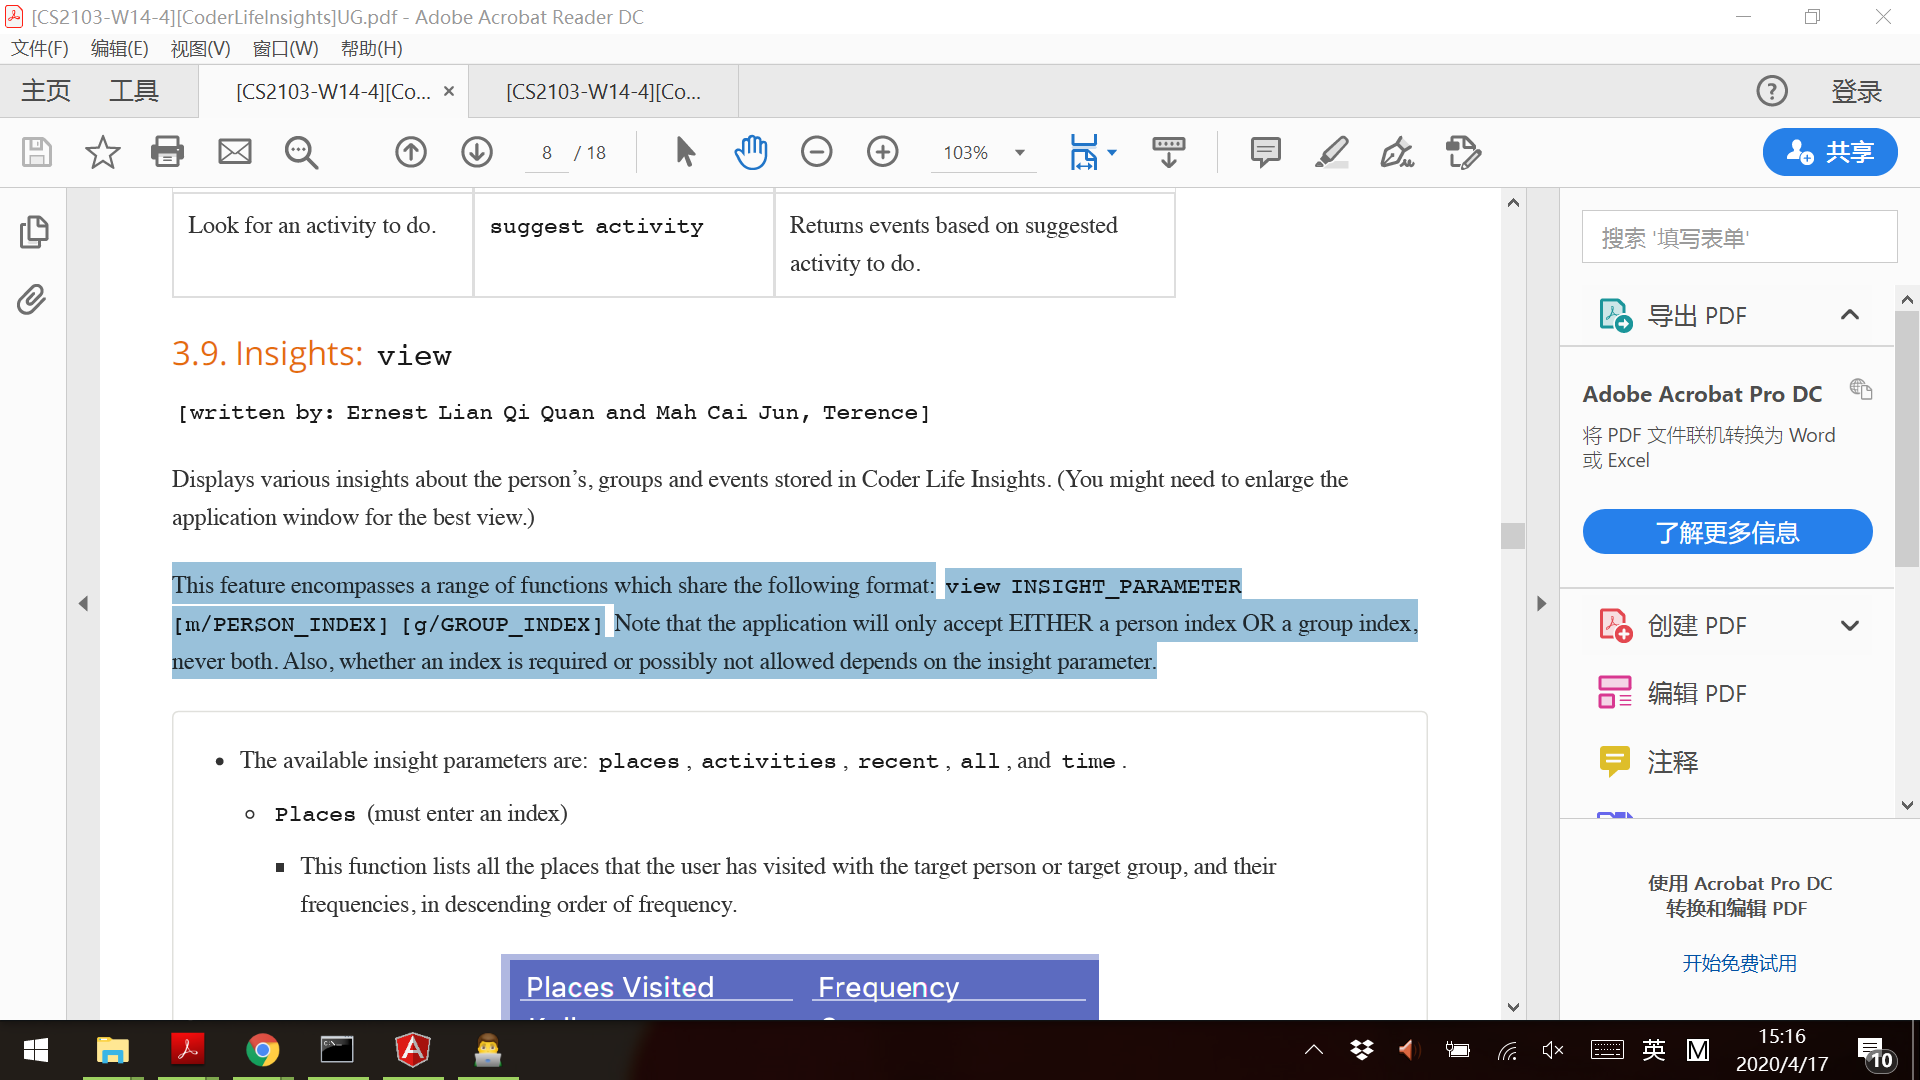 [CS2103-W14-4][CoderLifeInsights]UG.pdf - Adobe Acrobat Reader DC
文件(F) 编辑(E) 视图(V) 窗口(W) 帮助(H)
主页 工具 [CS2103-W14-4][Co... [CS2103-W14-4][Co... 登录
8 / 18 103% 共享
Look for an activity to do. suggest activity Returns events based on suggested
activity to do.
3.9. Insights: view
[written by: Ernest Lian Qi Quan and Mah Cai Jun, Terence]
Displays various insights about the person’s, groups and events stored in Coder Life Insights. (You might need to enlarge the
application window for the best view.)
This feature encompasses a range of functions which share the following format: view INSIGHT_PARAMETER
[m/PERSON_INDEX] [g/GROUP_INDEX] Note that the application will only accept EITHER a person index OR a group index,
never both. Also, whether an index is required or possibly not allowed depends on the insight parameter.
• The available insight parameters are: places, activities, recent, all, and time.
Places (must enter an index)
This function lists all the places that the user has visited with the target person or target group, and their
frequencies, in descending order of frequency.
Places Visited Frequency
搜索 '填写表单'
导出 PDF
Adobe Acrobat Pro DC
将 PDF 文件联机转换为 Word
或 Excel
了解更多信息
创建 PDF
编辑 PDF
注释
使用 Acrobat Pro DC
转换和编辑 PDF
开始免费试用
英 M
15:16
2020/4/17
10